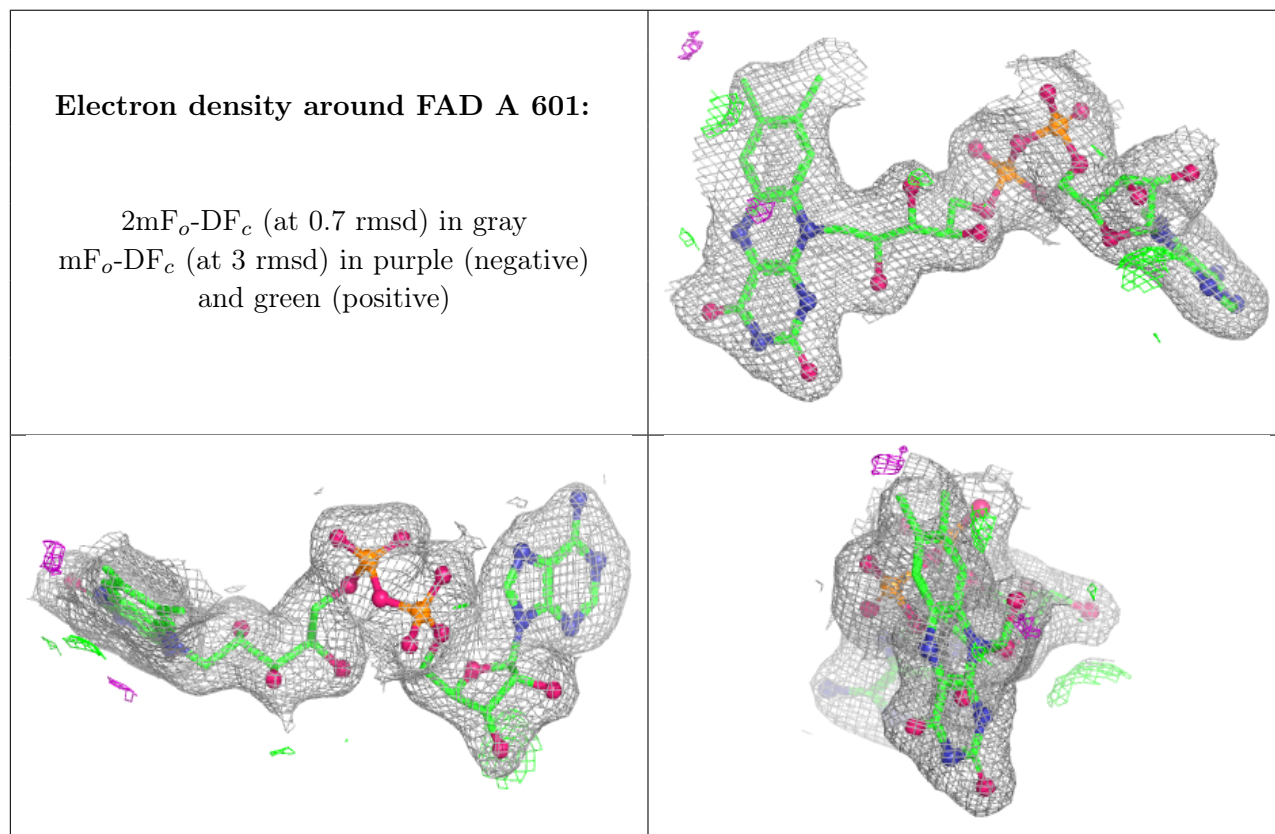 Electron density around FAD A 601:
2mFo-DFc (at 0.7 rmsd) in gray
mFo-DFc (at 3 rmsd) in purple (negative)
and green (positive)